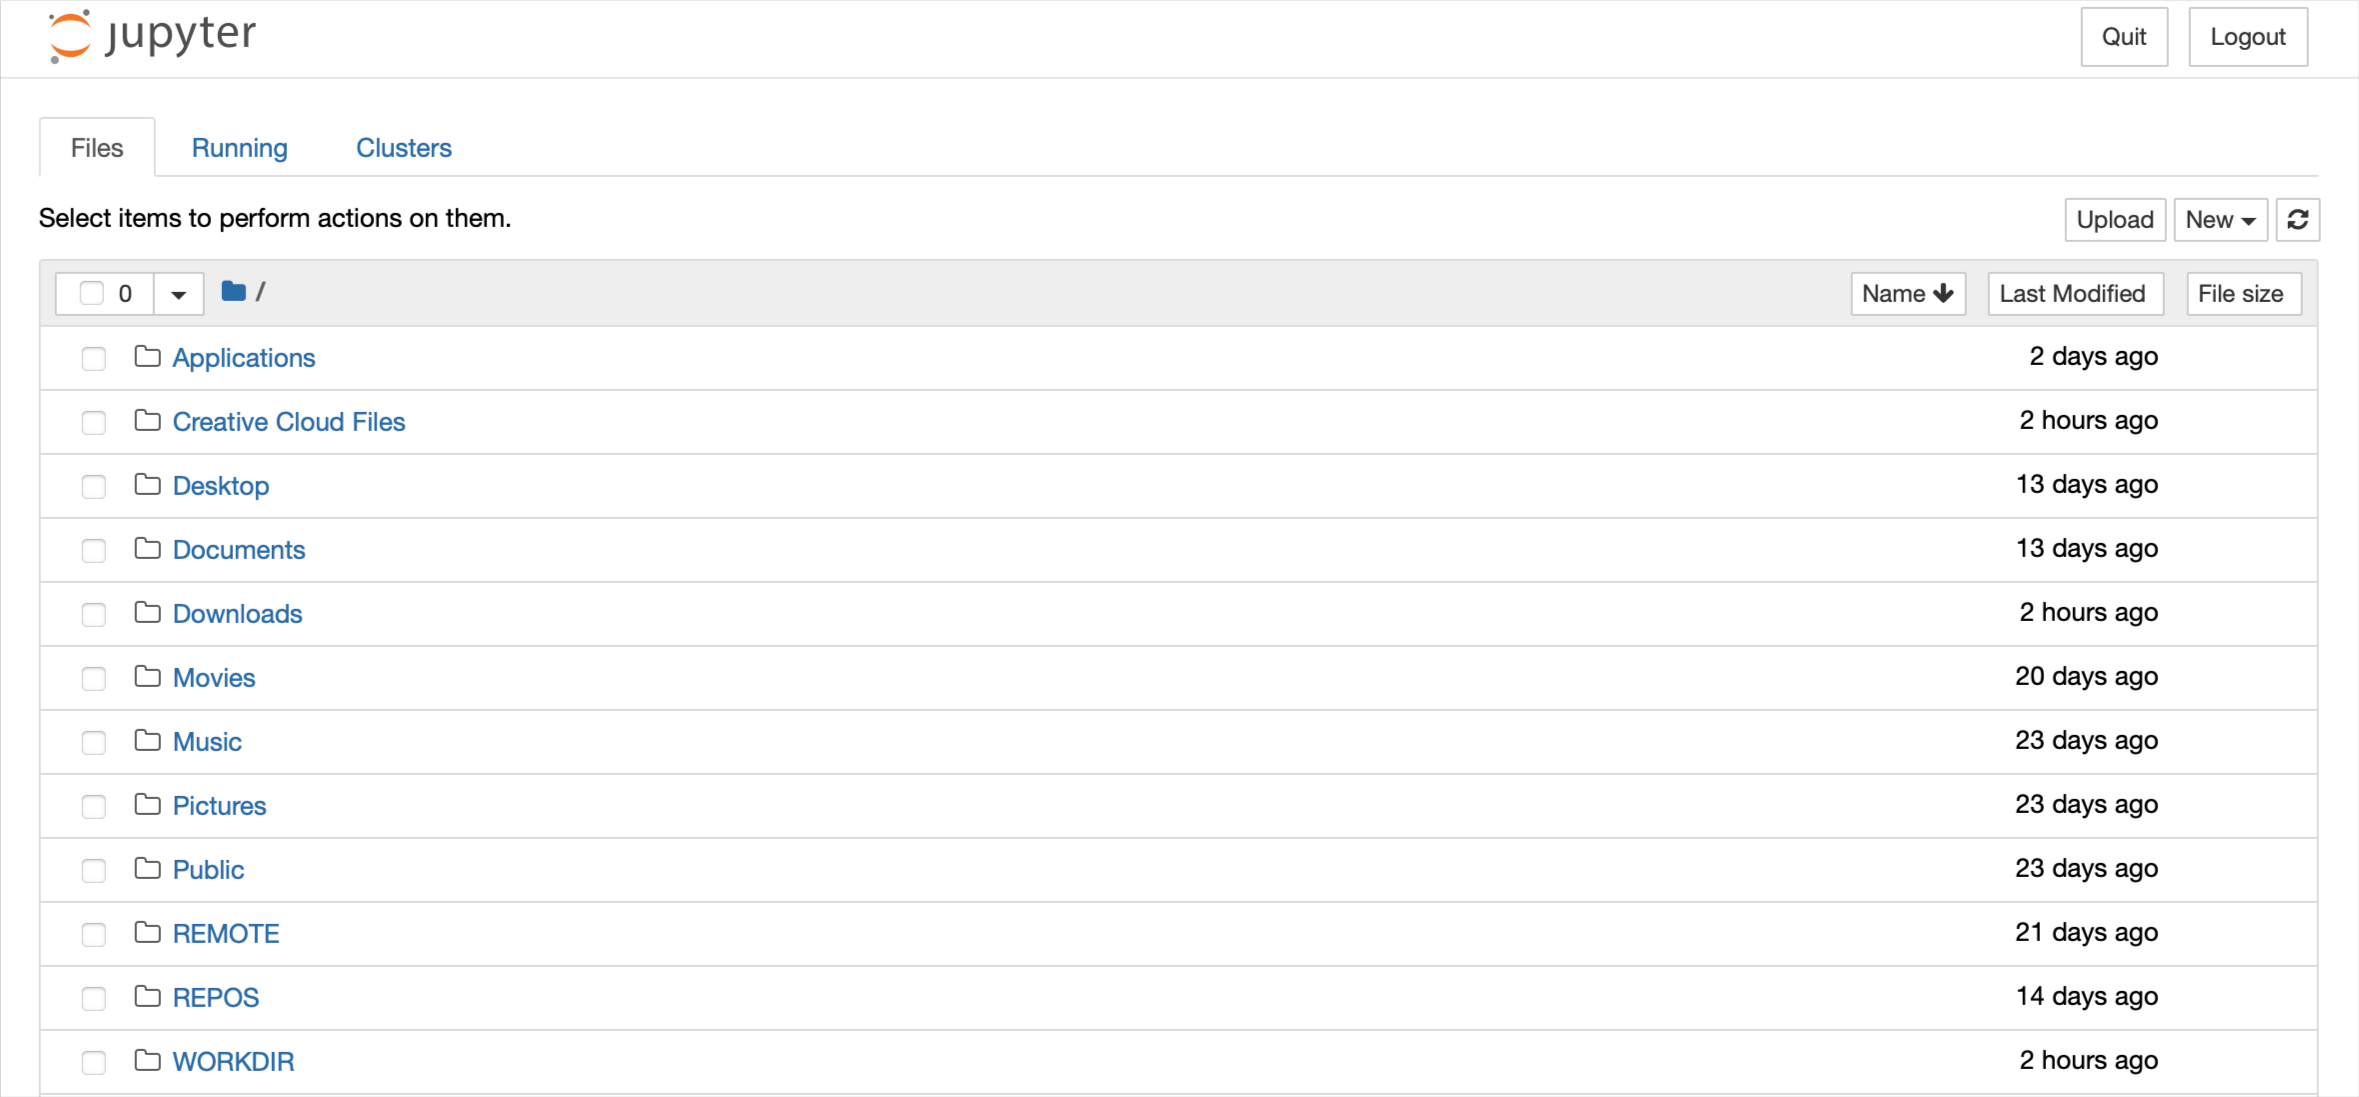 jupyter Quit Logout
Files Running Clusters
Select items to perform actions on them. Upload New
0 / Name Last Modified File size
Applications 2 days ago
Creative Cloud Files 2 hours ago
Desktop 13 days ago
Documents 13 days ago
Downloads 2 hours ago
Movies 20 days ago
Music 23 days ago
Pictures 23 days ago
Public 23 days ago
REMOTE 21 days ago
REPOS 14 days ago
WORKDIR 2 hours ago